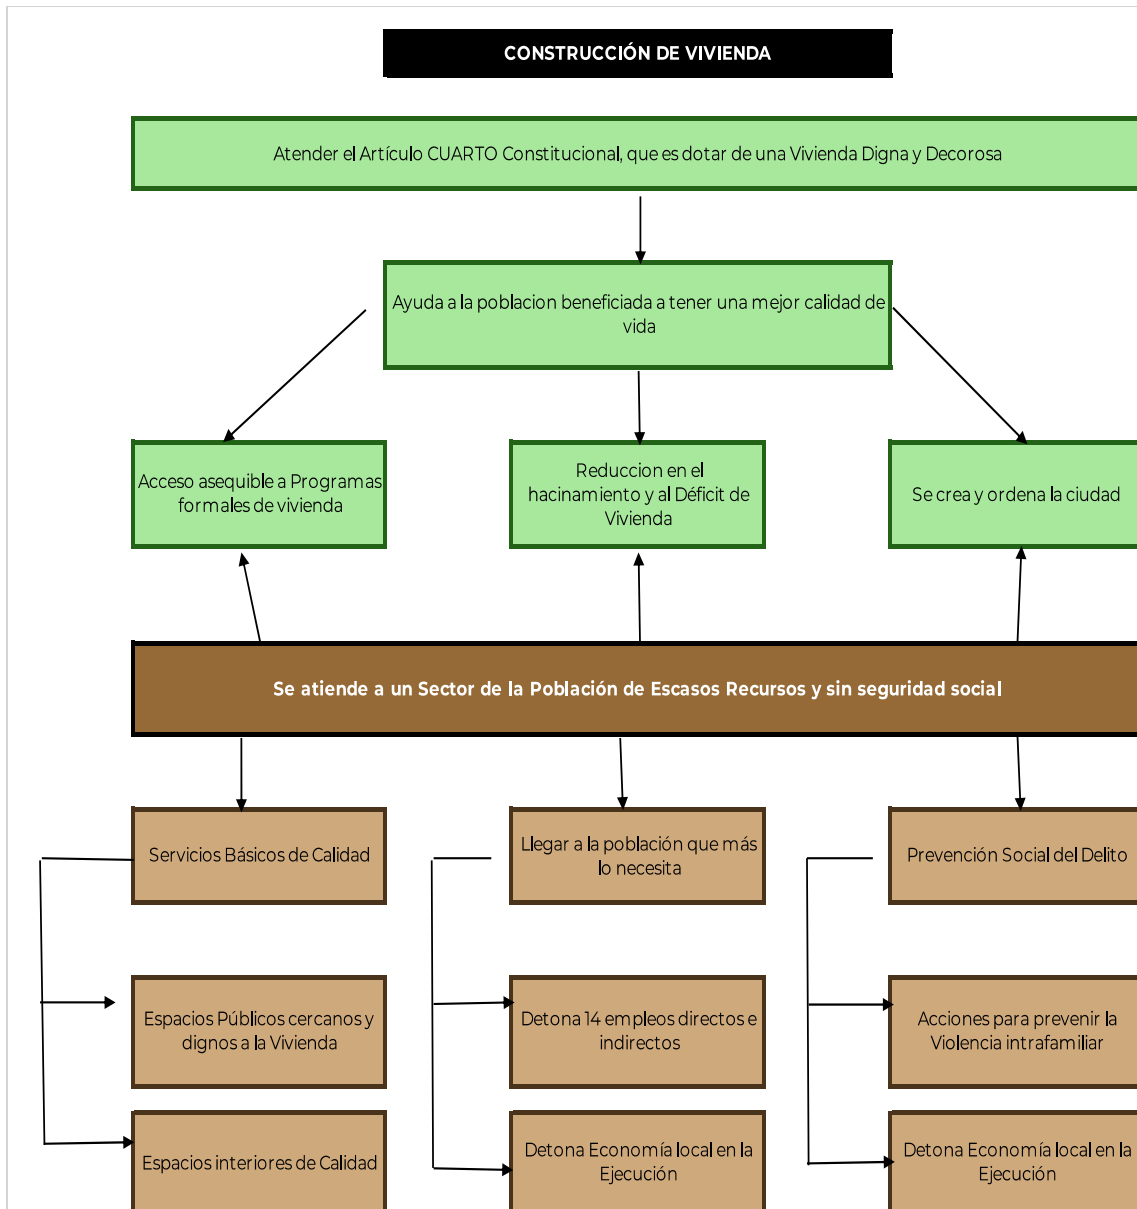 CONSTRUCCIÓN DE VIVIENDA
Atender el Artículo CUARTO Constitucional, que es dotar de una Vivienda Digna y Decorosa
Ayuda a la poblacion beneficiada a tener una mejor calidad de
vida
Acceso asequible a Programas
formales de vivienda
Reduccion en el
hacinamiento y al Déficit de
Vivienda
Se crea y ordena la ciudad
Se atiende a un Sector de la Población de Escasos Recursos y sin seguridad social
Servicios Básicos de Calidad
Llegar a la población que más
lo necesita
Prevención Social del Delito
Espacios Públicos cercanos y
dignos a la Vivienda
Detona 14 empleos directos e
indirectos
Acciones para prevenir la
Violencia intrafamiliar
Espacios interiores de Calidad
Detona Economía local en la
Ejecución
Detona Economía local en la
Ejecución